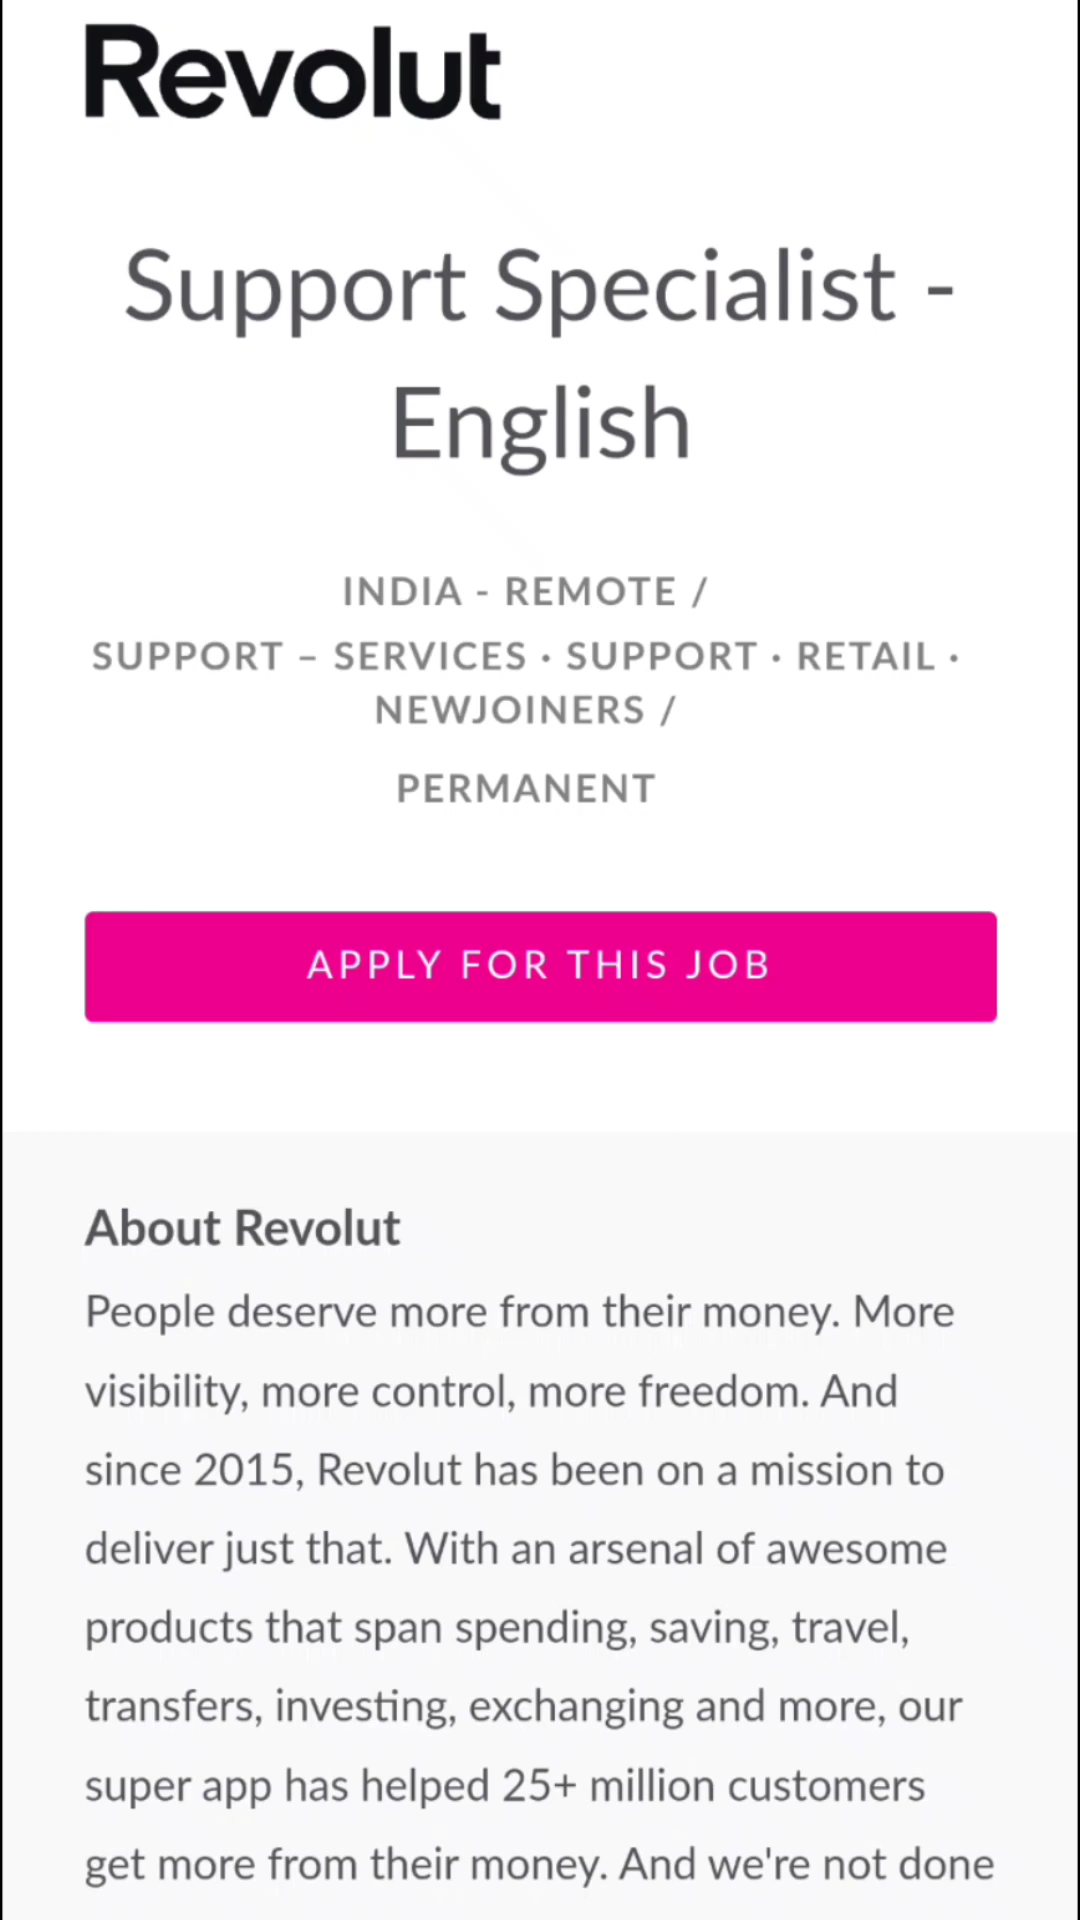 Revolut
Support Specialist -
English
INDIA - REMOTE /
SUPPORT – SERVICES · SUPPORT · RETAIL ·
NEWJOINERS /
PERMANENT
APPLY FOR THIS JOB
About Revolut
People deserve more from their money. More
visibility, more control, more freedom. And
since 2015, Revolut has been on a mission to
deliver just that. With an arsenal of awesome
products that span spending, saving, travel,
transfers, investing, exchanging and more, our
super app has helped 25+ million customers
get more from their money. And we're not done